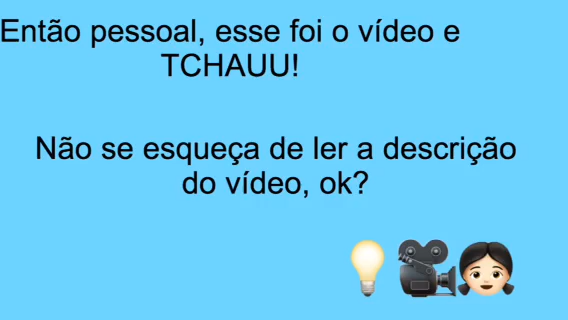 Então pessoal, esse foi o vídeo e
TCHAUU!
Não se esqueça de ler a descrição
do vídeo, ok?